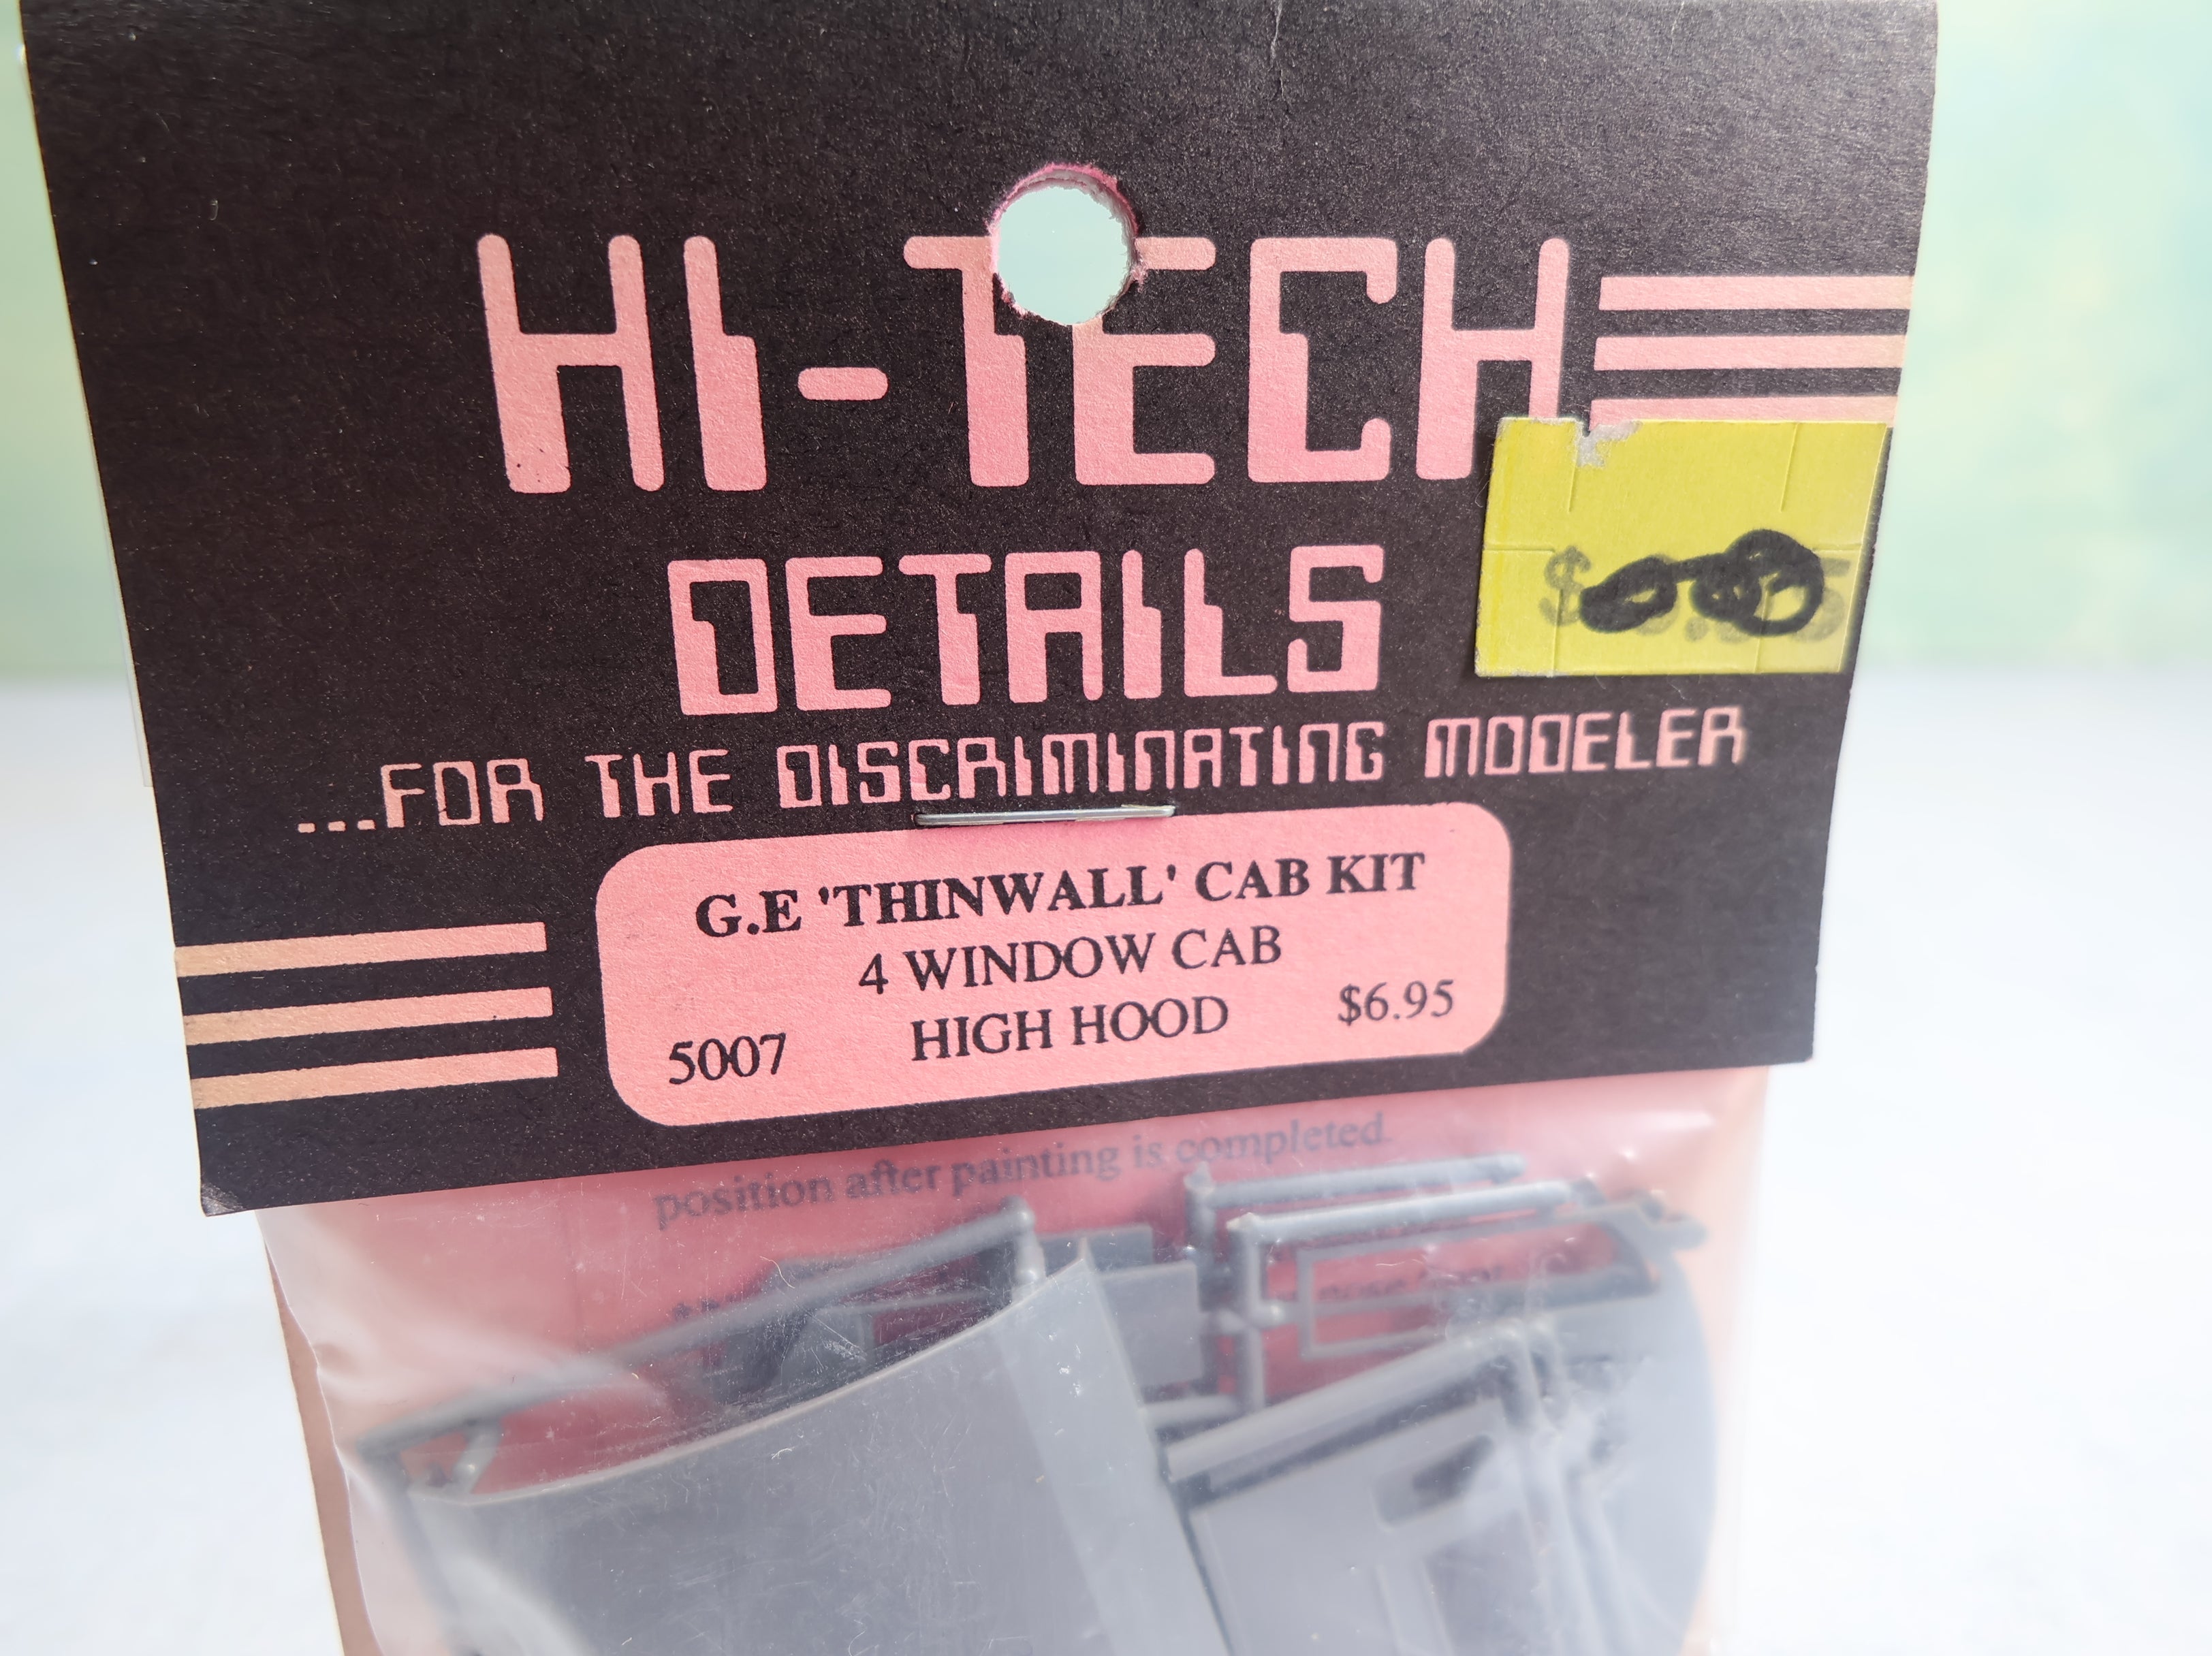 HI-TECH
DETAILS
...FOR THE DISCRIMINATING MODELER
G.E 'THINWALL' CAB KIT
4 WINDOW CAB
5007 HIGH HOOD $6.95
position after painting is completed.